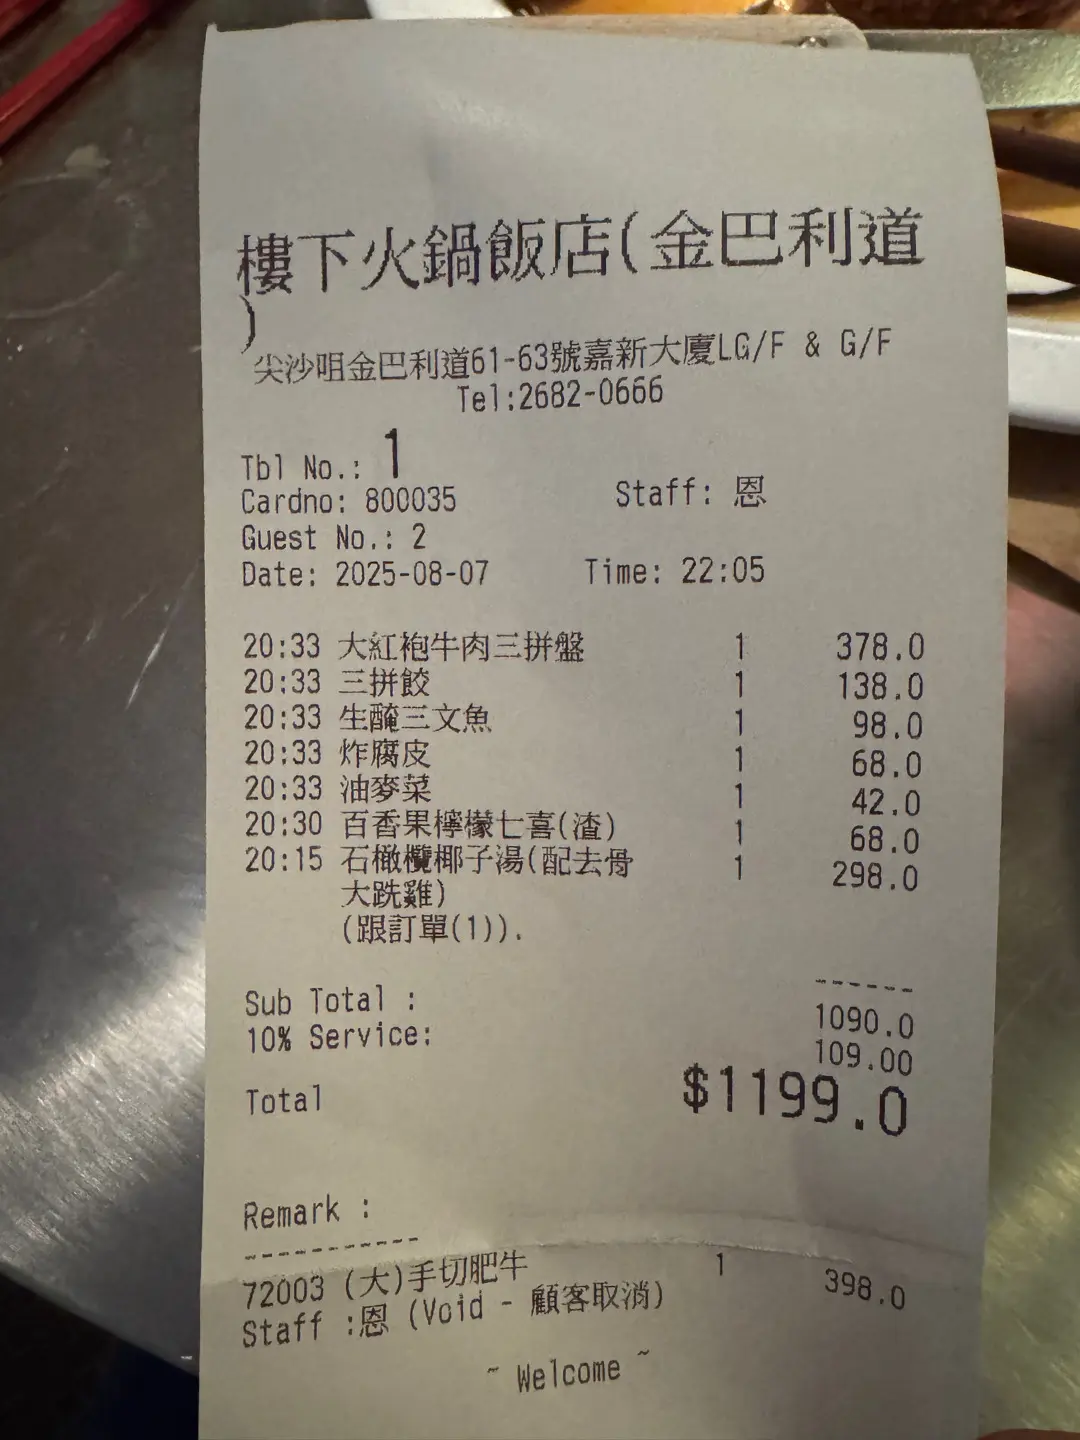 樓下火鍋飯店(金巴利道
)
尖沙咀金巴利道61-63號嘉新大廈LG/F & G/F
Tel:2682-0666
Tbl No.: 1
Cardno: 800035 Staff: 恩
Guest No.: 2
Date: 2025-08-07 Time: 22:05
20:33 大紅袍牛肉三拼盤 1 378.0
20:33 三拼餃 1 138.0
20:33 生醃三文魚 1 98.0
20:33 炸腐皮 1 68.0
20:33 油麥菜 1 42.0
20:30 百香果檸檬七喜(渣) 1 68.0
20:15 石橄欖椰子湯(配去骨 1 298.0
大跣雞)
(跟訂單(1)).
------
Sub Total : 1090.0
10% Service: 109.00
Total $1199.0
Remark :
-----------
72003 (大)手切肥牛 1 398.0
Staff :恩 (Void - 顧客取消)
~ Welcome ~